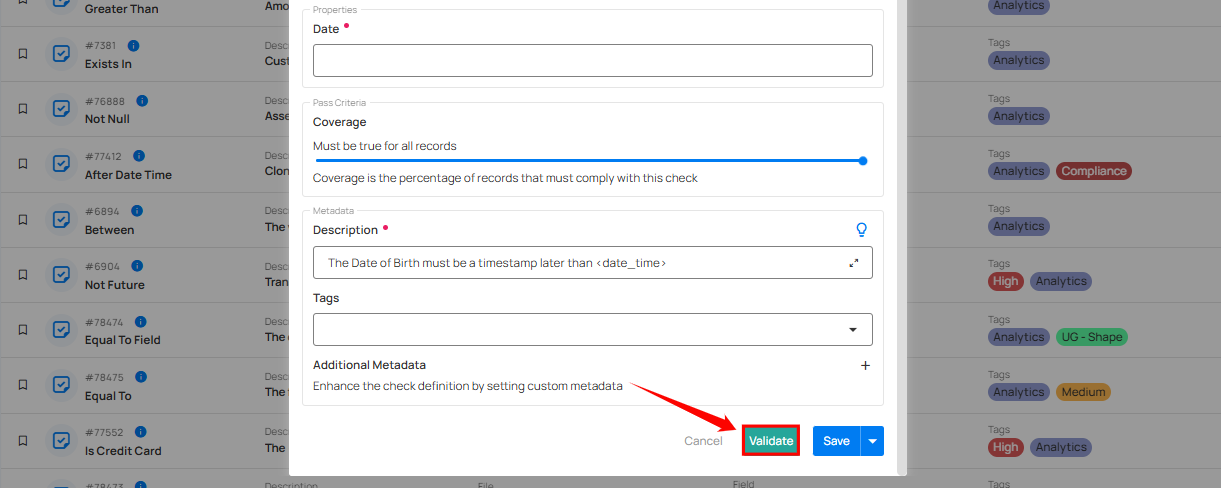 Greater Than
Amo
Analytics
#7381
Exists In
Descr
Cust
Tags
Analytics
#76888
Not Null
Descr
Asse
Tags
Analytics
#77412
After Date Time
Descr
Clon
Tags
Analytics
Compliance
#6894
Between
Descr
The v
Tags
Analytics
#6904
Not Future
Descr
Tran
Tags
High
Analytics
#78474
Equal To Field
Descr
The
Tags
Analytics
UG - Shape
#78475
Equal To
Descr
The
Tags
Analytics
Medium
#77552
Is Credit Card
Descr
The
Tags
High
Analytics
#78473
Description
File
Field
Tags
Properties
Date
Pass Criteria
Coverage
Must be true for all records
Coverage is the percentage of records that must comply with this check
Metadata
Description
The Date of Birth must be a timestamp later than <date_time>
Tags
Additional Metadata
Enhance the check definition by setting custom metadata
Cancel
Validate
Save